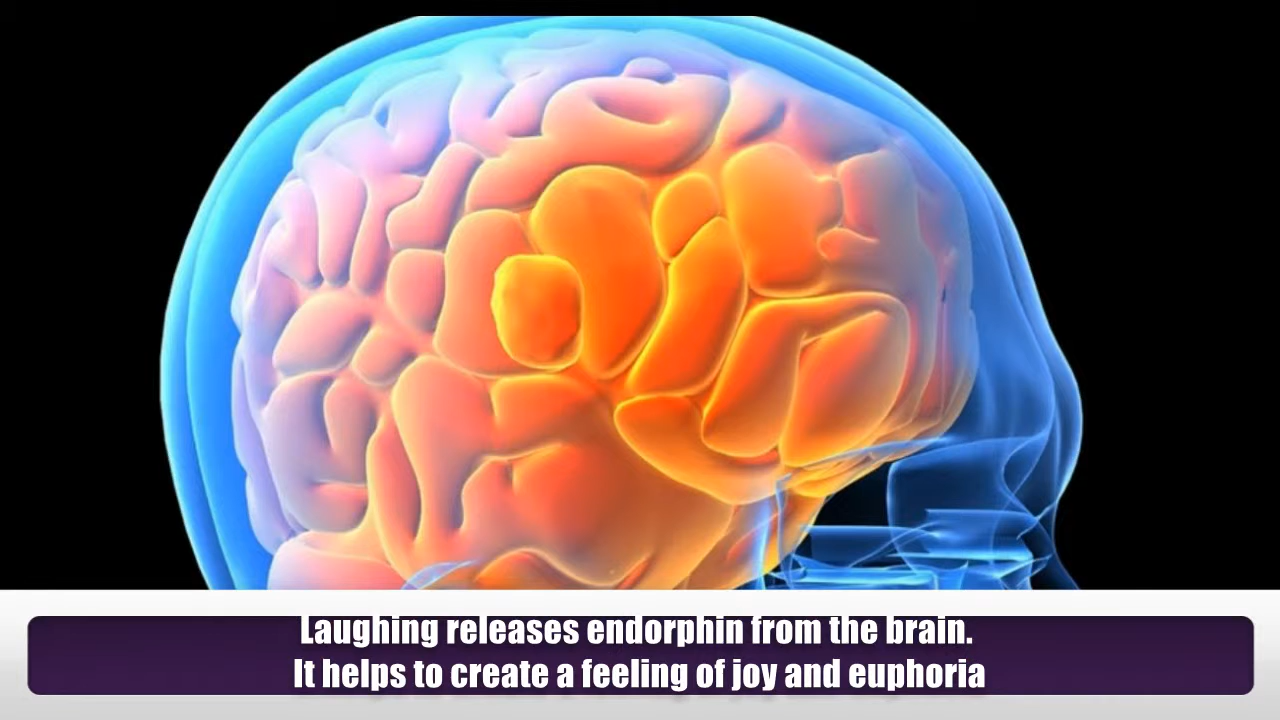 Laughing releases endorphin from the brain.
It helps to create a feeling of joy and euphoria